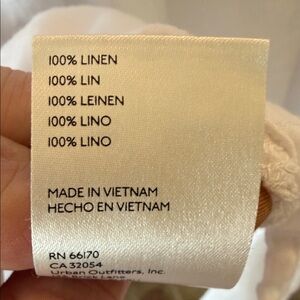 100% LINEN
100% LIN
100% LEINEN
100% LINO
100% LINO
MADE IN VIETNAM
HECHO EN VIETNAM
RN 66170
CA 32054
Urban Outfitters, Inc.